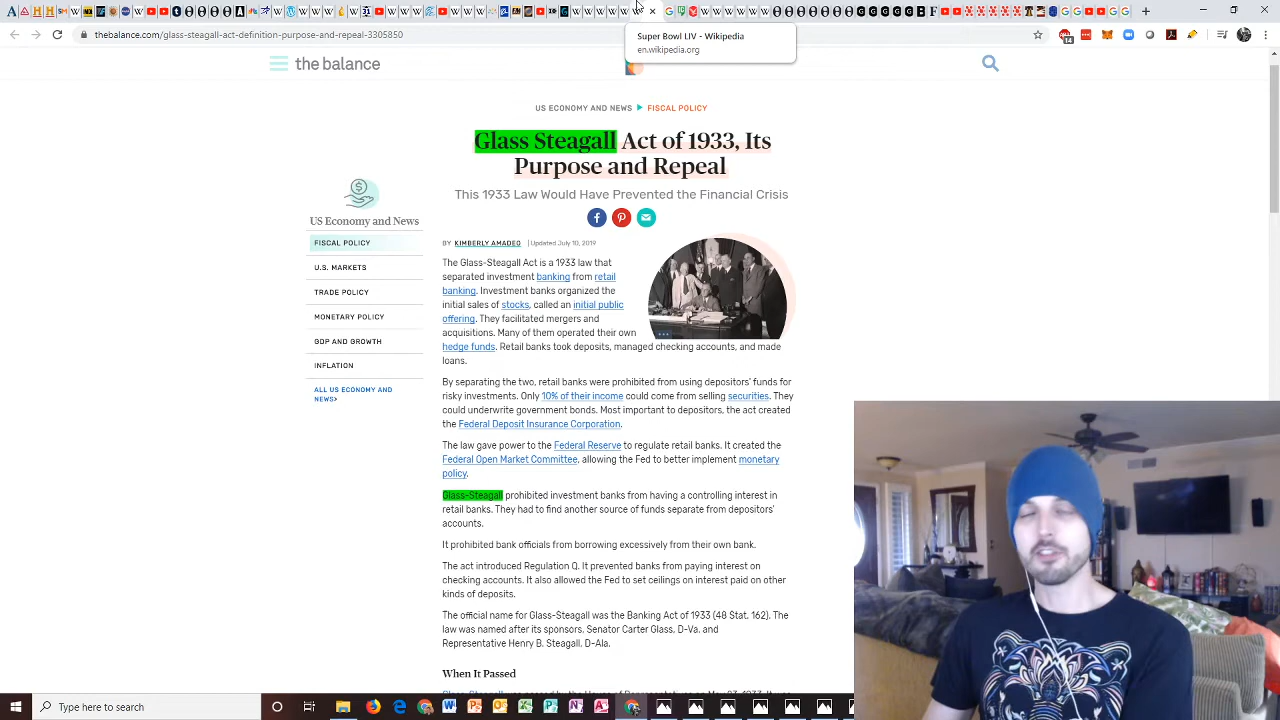 Super Bowl LIV - Wikipedia
en.wikipedia.org
thebalance.com/glass-steagall-act-definition-purpose-and-repeal-3305850
14
the balance
US ECONOMY AND NEWS
FISCAL POLICY
Glass Steagall Act of 1933, Its
Purpose and Repeal
This 1933 Law Would Have Prevented the Financial Crisis
US Economy and News
FISCAL POLICY
U.S. MARKETS
TRADE POLICY
MONETARY POLICY
GDP AND GROWTH
INFLATION
ALL US ECONOMY AND
NEWS>
BY KIMBERLY AMADEO | Updated July 10, 2019
The Glass-Steagall Act is a 1933 law that
separated investment banking from retail
banking. Investment banks organized the
initial sales of stocks, called an initial public
offering. They facilitated mergers and
acquisitions. Many of them operated their own
hedge funds. Retail banks took deposits, managed checking accounts, and made
loans.
By separating the two, retail banks were prohibited from using depositors' funds for
risky investments. Only 10% of their income could come from selling securities. They
could underwrite government bonds. Most important to depositors, the act created
the Federal Deposit Insurance Corporation.
The law gave power to the Federal Reserve to regulate retail banks. It created the
Federal Open Market Committee, allowing the Fed to better implement monetary
policy.
Glass-Steagall prohibited investment banks from having a controlling interest in
retail banks. They had to find another source of funds separate from depositors'
accounts.
It prohibited bank officials from borrowing excessively from their own bank.
The act introduced Regulation Q. It prevented banks from paying interest on
checking accounts. It also allowed the Fed to set ceilings on interest paid on other
kinds of deposits.
The official name for Glass-Steagall was the Banking Act of 1933 (48 Stat. 162). The
law was named after its sponsors, Senator Carter Glass, D-Va. and
Representative Henry B. Steagall, D-Ala.
When It Passed
Type here to search